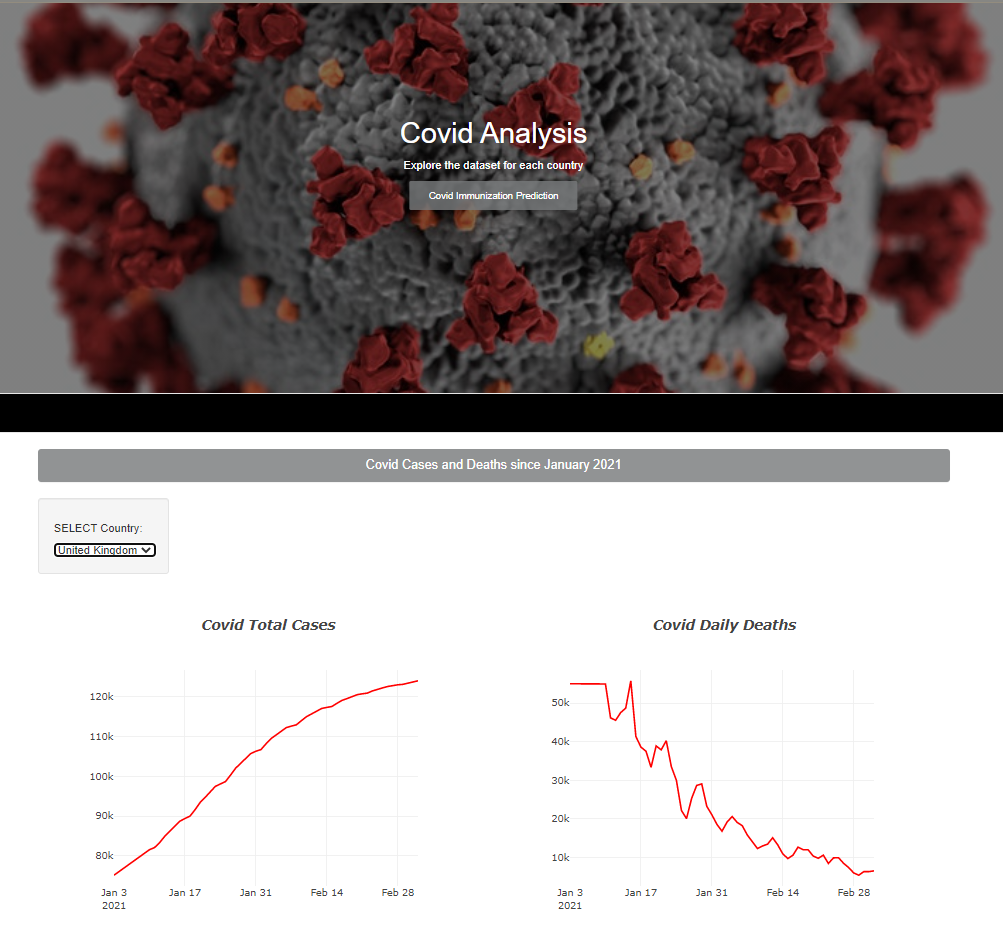 Covid Analysis
Explore the dataset for each country
Covid Immunization Prediction
Covid Cases and Deaths since January 2021
SELECT Country:
United Kingdom
Covid Total Cases
120k
110k
100k
90k
80k
Jan 3 Jan 17 Jan 31 Feb 14 Feb 28
2021
Covid Daily Deaths
50k
40k
30k
20k
10k
Jan 3 Jan 17 Jan 31 Feb 14 Feb 28
2021